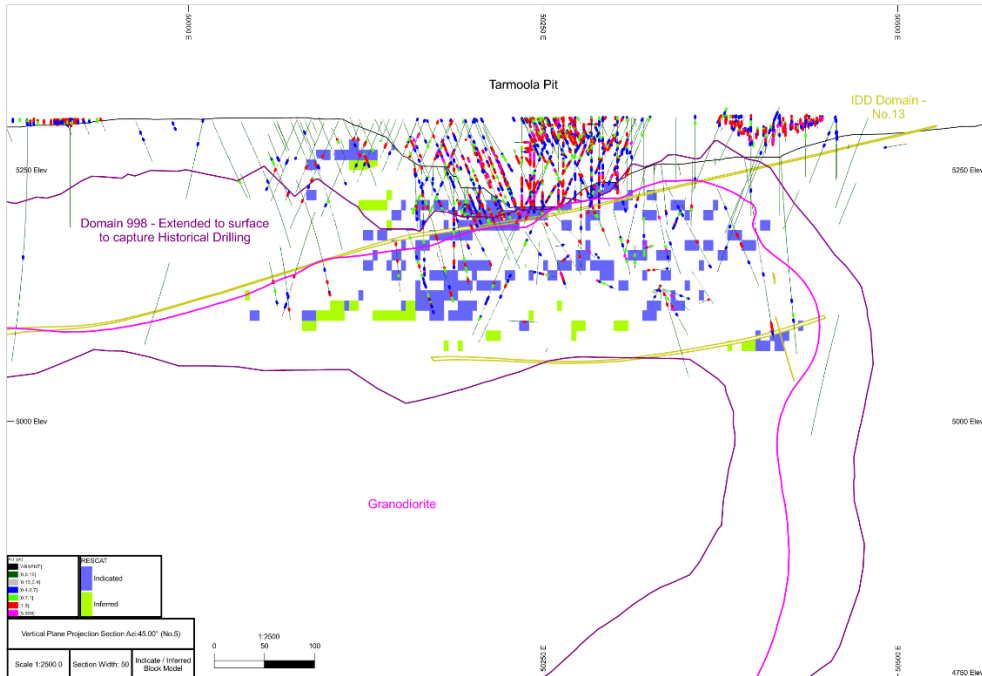 50000 E
50250 E
50500 E
Tarmoola Pit
IDD Domain -
No.13
5250 Elev
5250 Elev
Domain 998 - Extended to surface
to capture Historical Drilling
5000 Elev
5000 Elev
Granodiorite
RESCAT
Indicated
Inferred
Vertical Plane Projection Section Azi:45.00° (No.5)
Scale 1:2500.0
Section Width: 50
Indicate / Inferred
Block Model
1:2500
0 50 100
50250 E
50500 E
4750 Elev